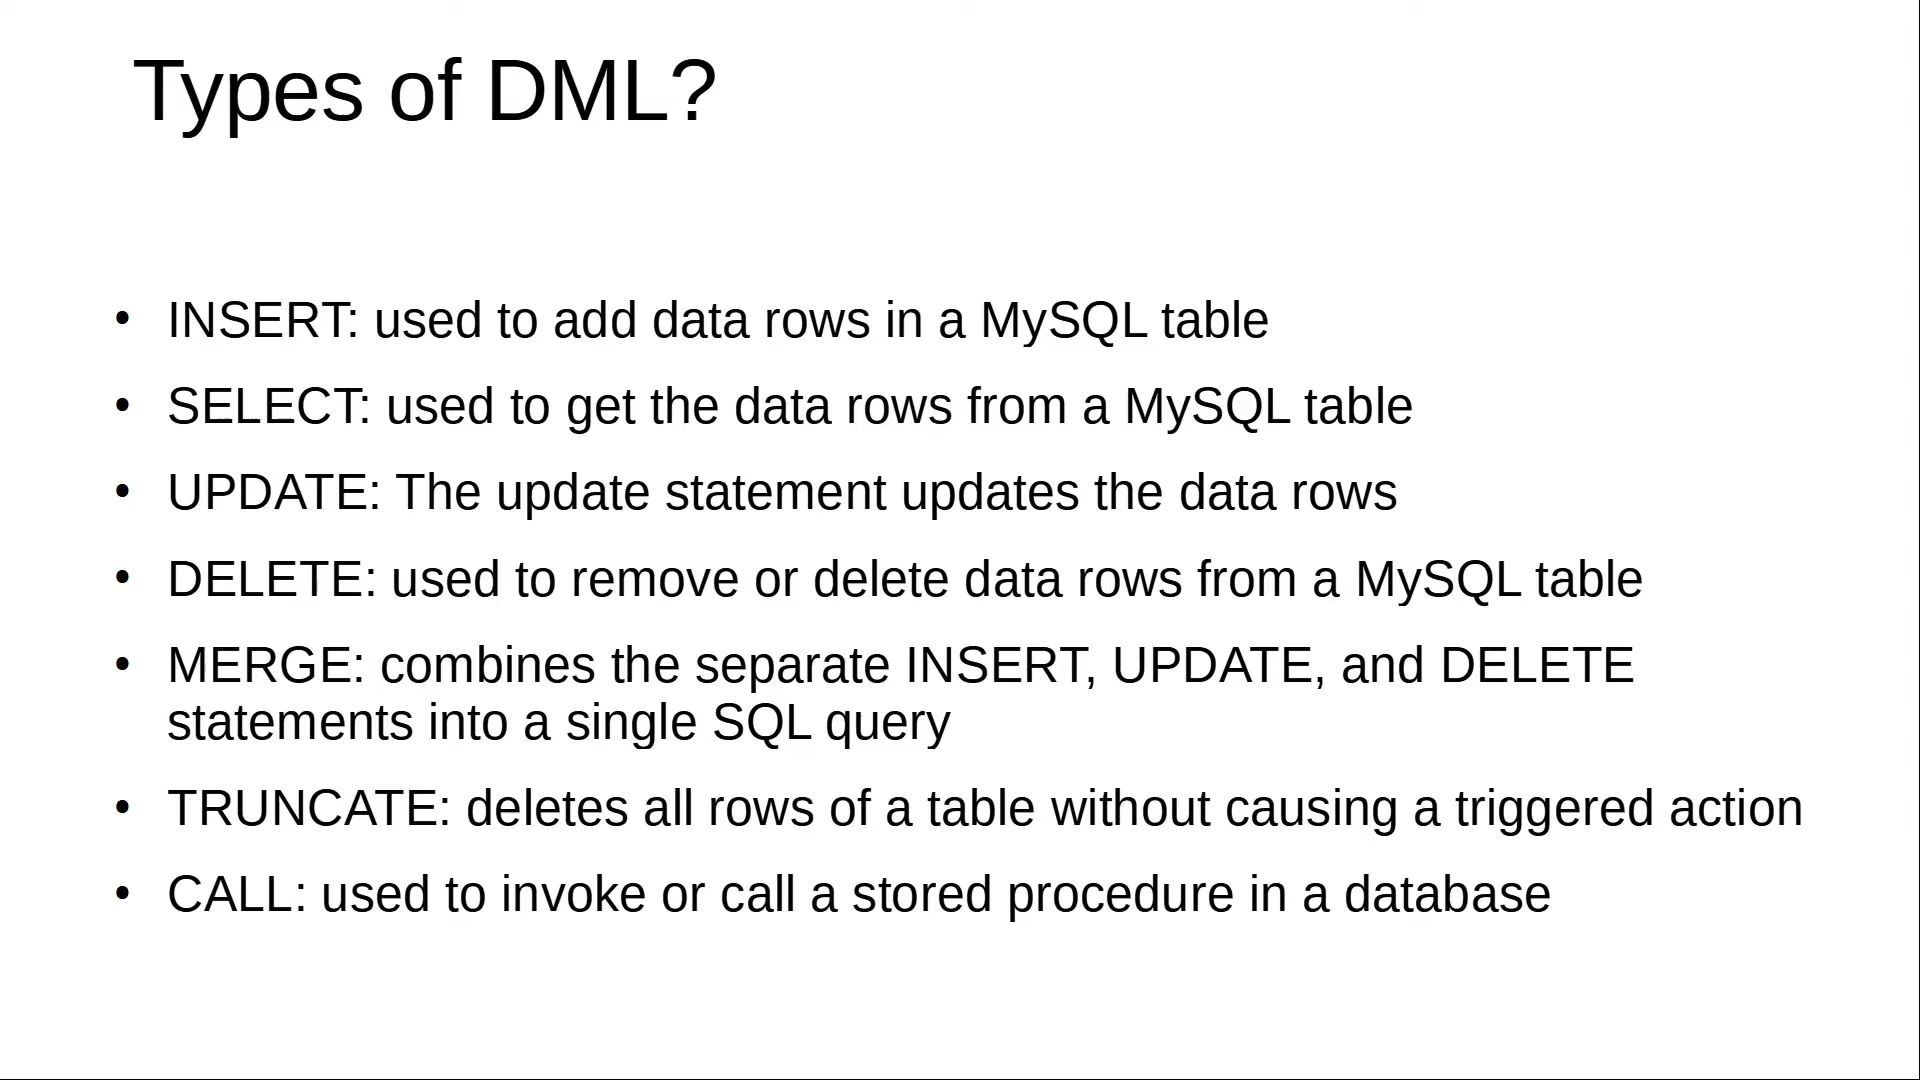 Types of DML?
• INSERT: used to add data rows in a MySQL table
• SELECT: used to get the data rows from a MySQL table
• UPDATE: The update statement updates the data rows
• DELETE: used to remove or delete data rows from a MySQL table
• MERGE: combines the separate INSERT, UPDATE, and DELETE
statements into a single SQL query
• TRUNCATE: deletes all rows of a table without causing a triggered action
• CALL: used to invoke or call a stored procedure in a database